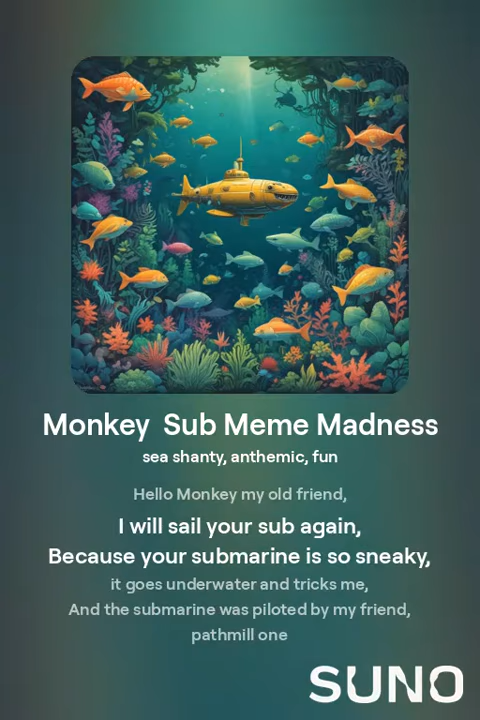 Monkey Sub Meme Madness
sea shanty, anthemic, fun
Hello Monkey my old friend,
I will sail your sub again,
Because your submarine is so sneaky,
it goes underwater and tricks me,
And the submarine was piloted by my friend,
pathmill one
SUNO